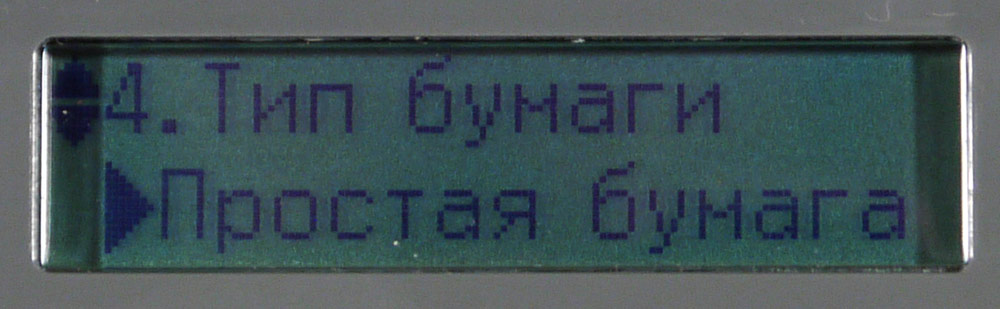 4.Тип бумаги
Простая бумага